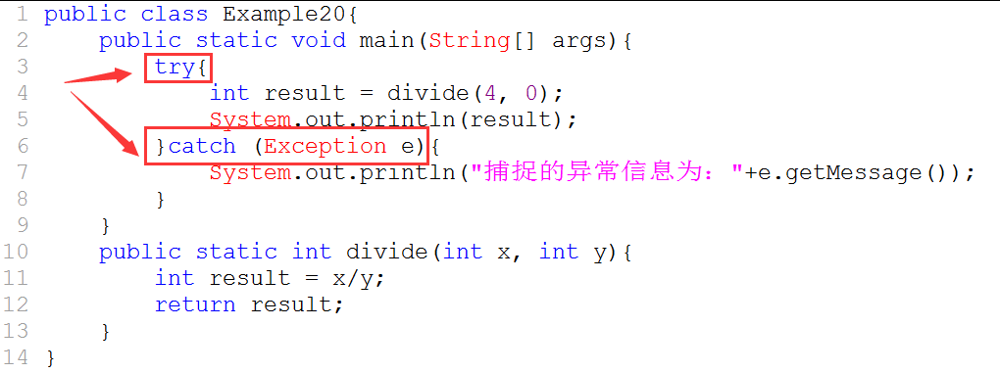 1 public class Example20{
2     public static void main(String[] args){
3         try{
4             int result = divide(4, 0);
5             System.out.println(result);
6         }catch (Exception e){
7             System.out.println("捕捉的异常信息为："+e.getMessage());
8         }
9     }
10     public static int divide(int x, int y){
11         int result = x/y;
12         return result;
13     }
14 }